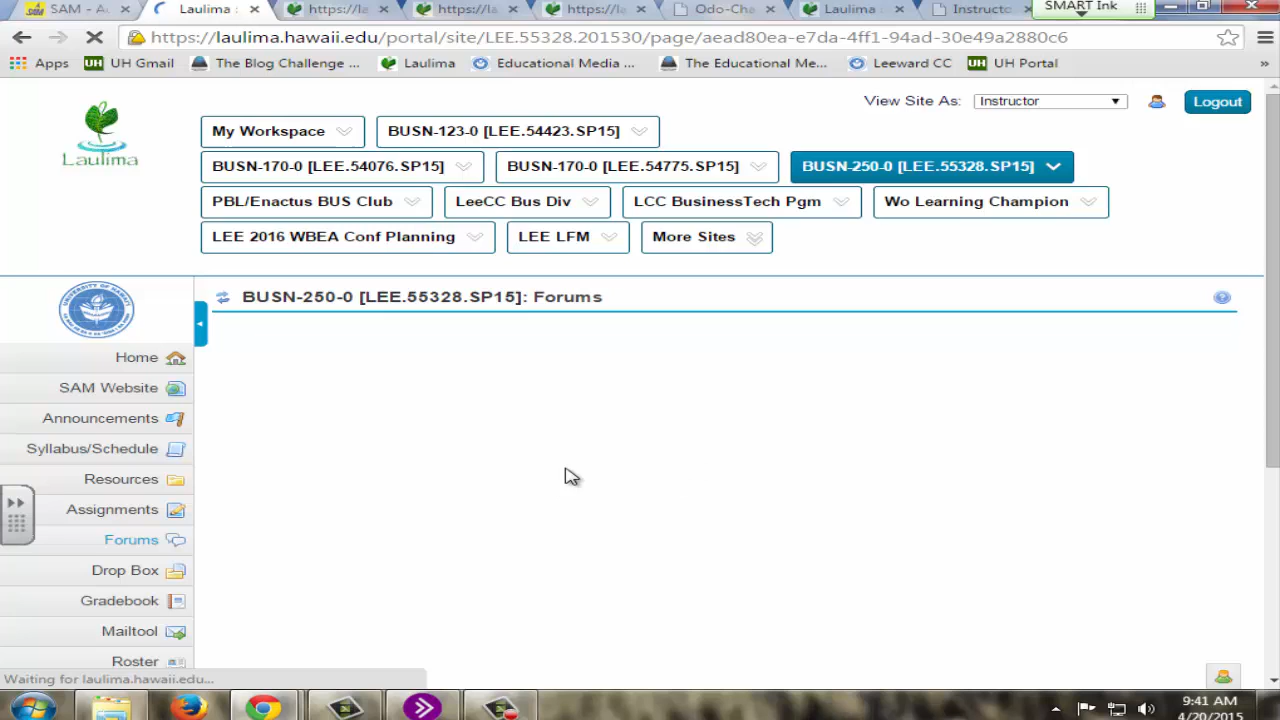 SAM - Au
Laulima :
https://la
https://la
https://la
Odo-Cha
Laulima :
Instructo
SMART Ink
https://laulima.hawaii.edu/portal/site/LEE.55328.201530/page/aead80ea-e7da-4ff1-94ad-30e49a2880c6
Apps
UH Gmail
The Blog Challenge ...
Laulima
Educational Media ...
The Educational Me...
Leeward CC
UH Portal
»
View Site As:
Instructor
Logout
Laulima
My Workspace
BUSN-123-0 [LEE.54423.SP15]
BUSN-170-0 [LEE.54076.SP15]
BUSN-170-0 [LEE.54775.SP15]
BUSN-250-0 [LEE.55328.SP15]
PBL/Enactus BUS Club
LeeCC Bus Div
LCC BusinessTech Pgm
Wo Learning Champion
LEE 2016 WBEA Conf Planning
LEE LFM
More Sites
BUSN-250-0 [LEE.55328.SP15]: Forums
Home
SAM Website
Announcements
Syllabus/Schedule
Resources
Assignments
Forums
Drop Box
Gradebook
Mailtool
Roster
Waiting for laulima.hawaii.edu...
9:41 AM
4/20/2015